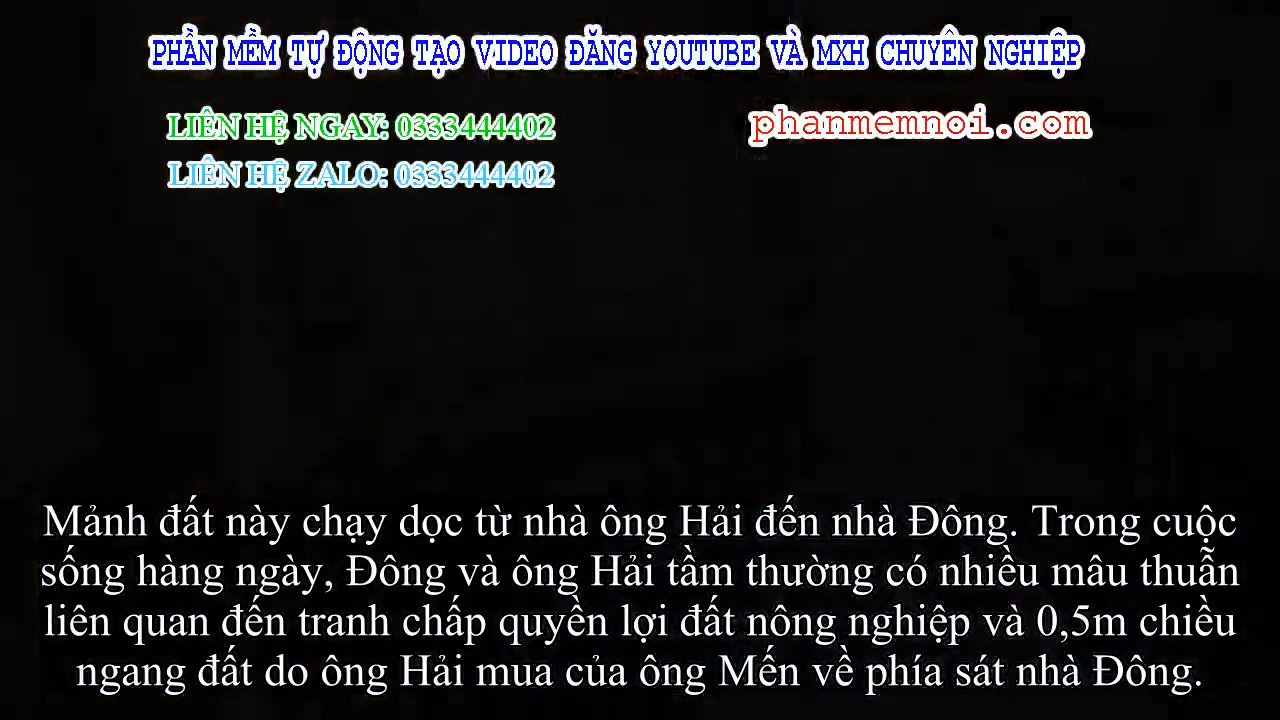 PHẦN MỀM TỰ ĐỘNG TẠO VIDEO ĐĂNG YOUTUBE VÀ MXH CHUYÊN NGHIỆP
LIÊN HỆ NGAY: 0333444402
phanmemnoi.com
LIÊN HỆ ZALO: 0333444402
Mảnh đất này chạy dọc từ nhà ông Hải đến nhà Đông. Trong cuộc
sống hàng ngày, Đông và ông Hải tầm thường có nhiều mâu thuẫn
liên quan đến tranh chấp quyền lợi đất nông nghiệp và 0,5m chiều
ngang đất do ông Hải mua của ông Mến về phía sát nhà Đông.